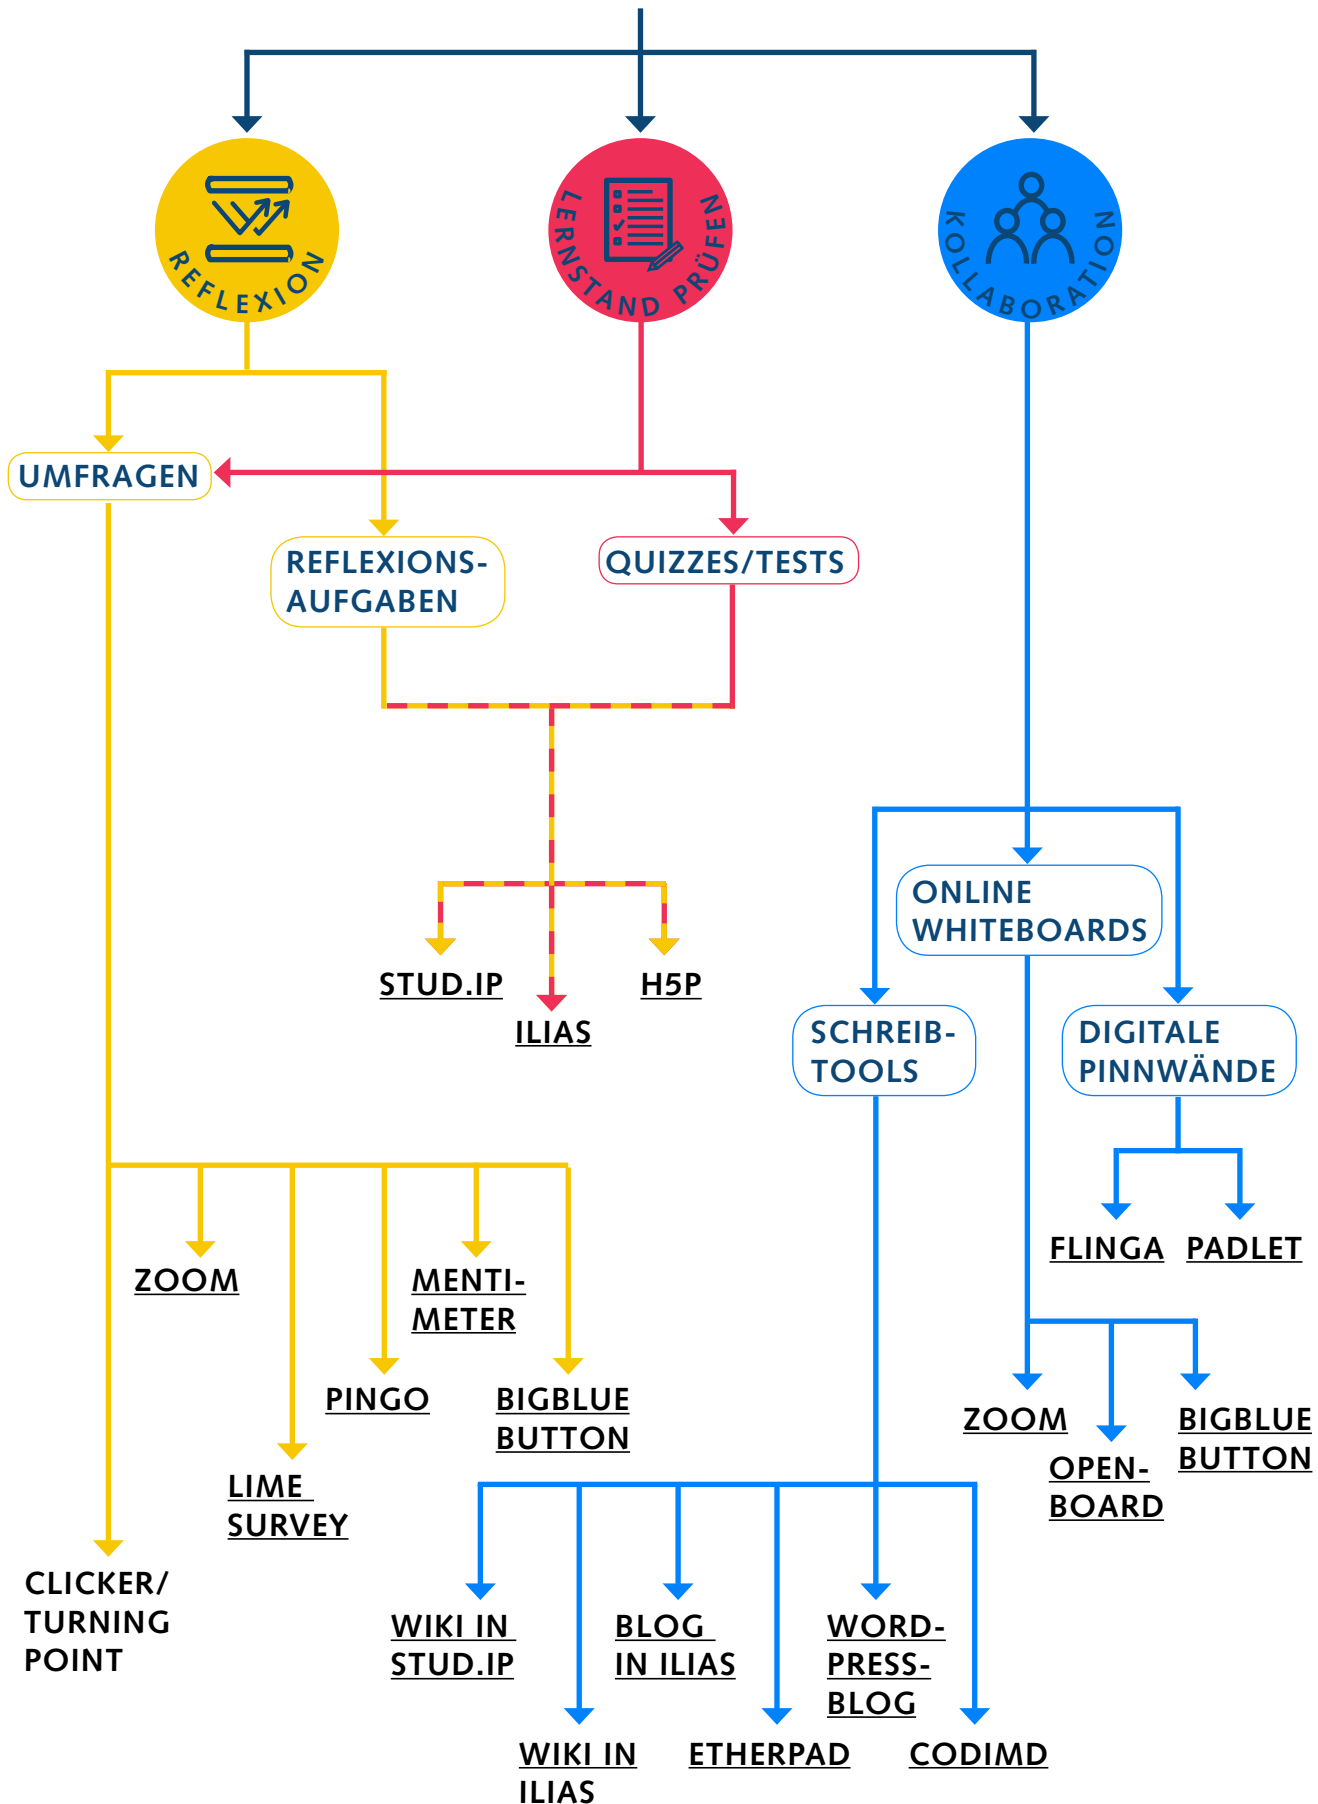 REFLEXION
LERNSTAND PRÜFEN
KOLLABORATION
UMFRAGEN
REFLEXIONS-
AUFGABEN
QUIZZES/TESTS
ONLINE
WHITEBOARDS
STUD.IP
H5P
ILIAS
SCHREIB-
TOOLS
DIGITALE
PINNWÄNDE
FLINGA
PADLET
ZOOM
MENTI-
METER
PINGO
BIGBLUE
BUTTON
LIME
SURVEY
CLICKER/
TURNING
POINT
ZOOM
OPEN-
BOARD
BIGBLUE
BUTTON
WIKI IN
STUD.IP
BLOG
IN ILIAS
WORD-
PRESS-
BLOG
WIKI IN
ILIAS
ETHERPAD
CODIMD